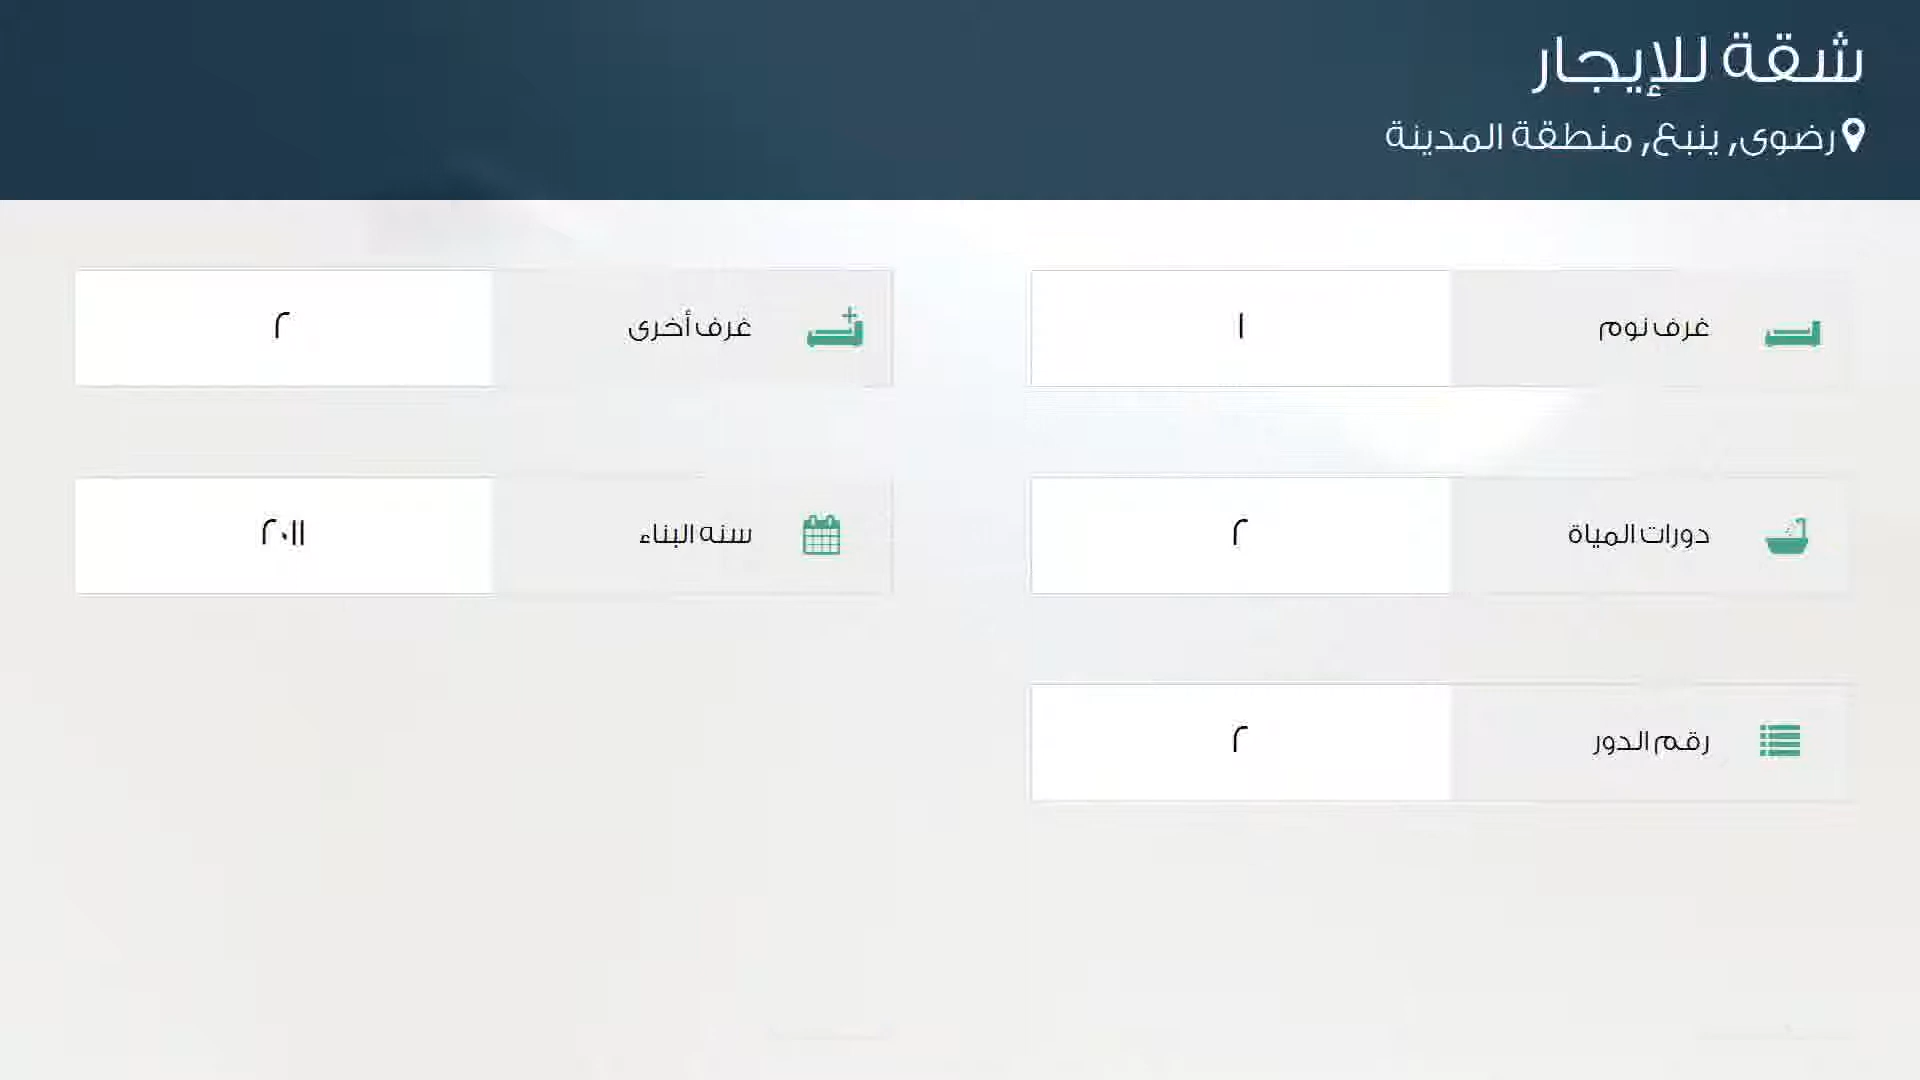 شقة للإيجار
رضوى, ينبع, منطقة المدينة
غرف نوم
١
غرف أخرى
٢
دورات المياة
٢
سنه البناء
٢٠١١
رقم الدور
٢